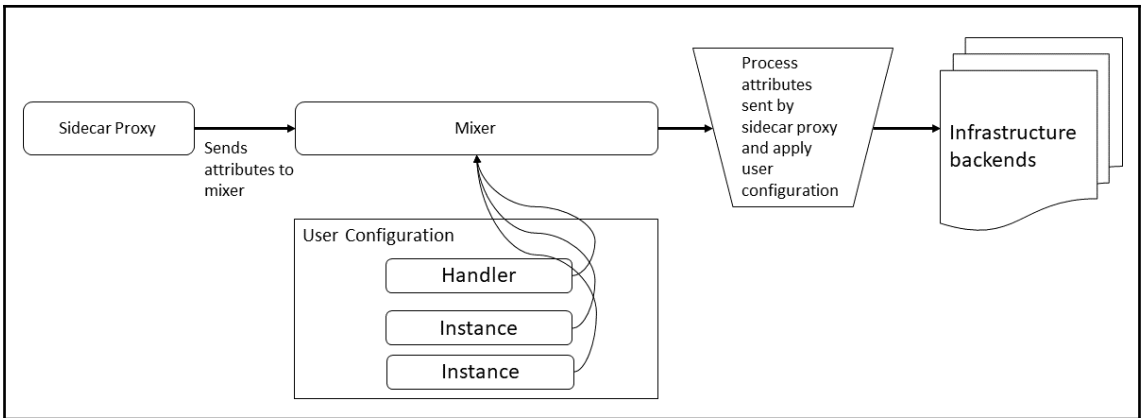 Sidecar Proxy
Sends
attributes to
mixer
Mixer
Process
attributes
sent by
sidecar proxy
and apply
user
configuration
Infrastructure
backends
User Configuration
Handler
Instance
Instance